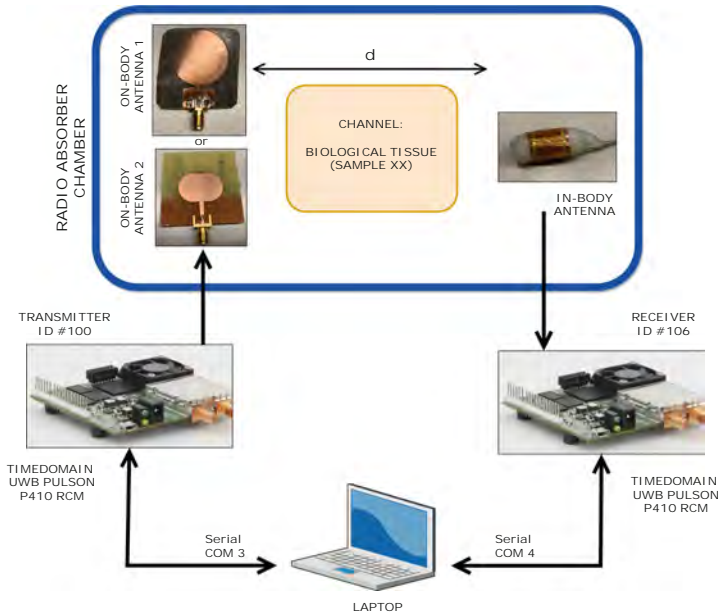 RADIO ABSORBER
CHAMBER
ON-BODY
ANTENNA 1
or
ON-BODY
ANTENNA 2
d
CHANNEL:
BIOLOGICAL TISSUE
(SAMPLE XX)
IN-BODY
ANTENNA
TRANSMITTER
ID #100
RECEIVER
ID #106
TIMEDOMAIN
UWB PULSON
P410 RCM
TIMEDOMAIN
UWB PULSON
P410 RCM
Serial
COM 3
Serial
COM 4
LAPTOP